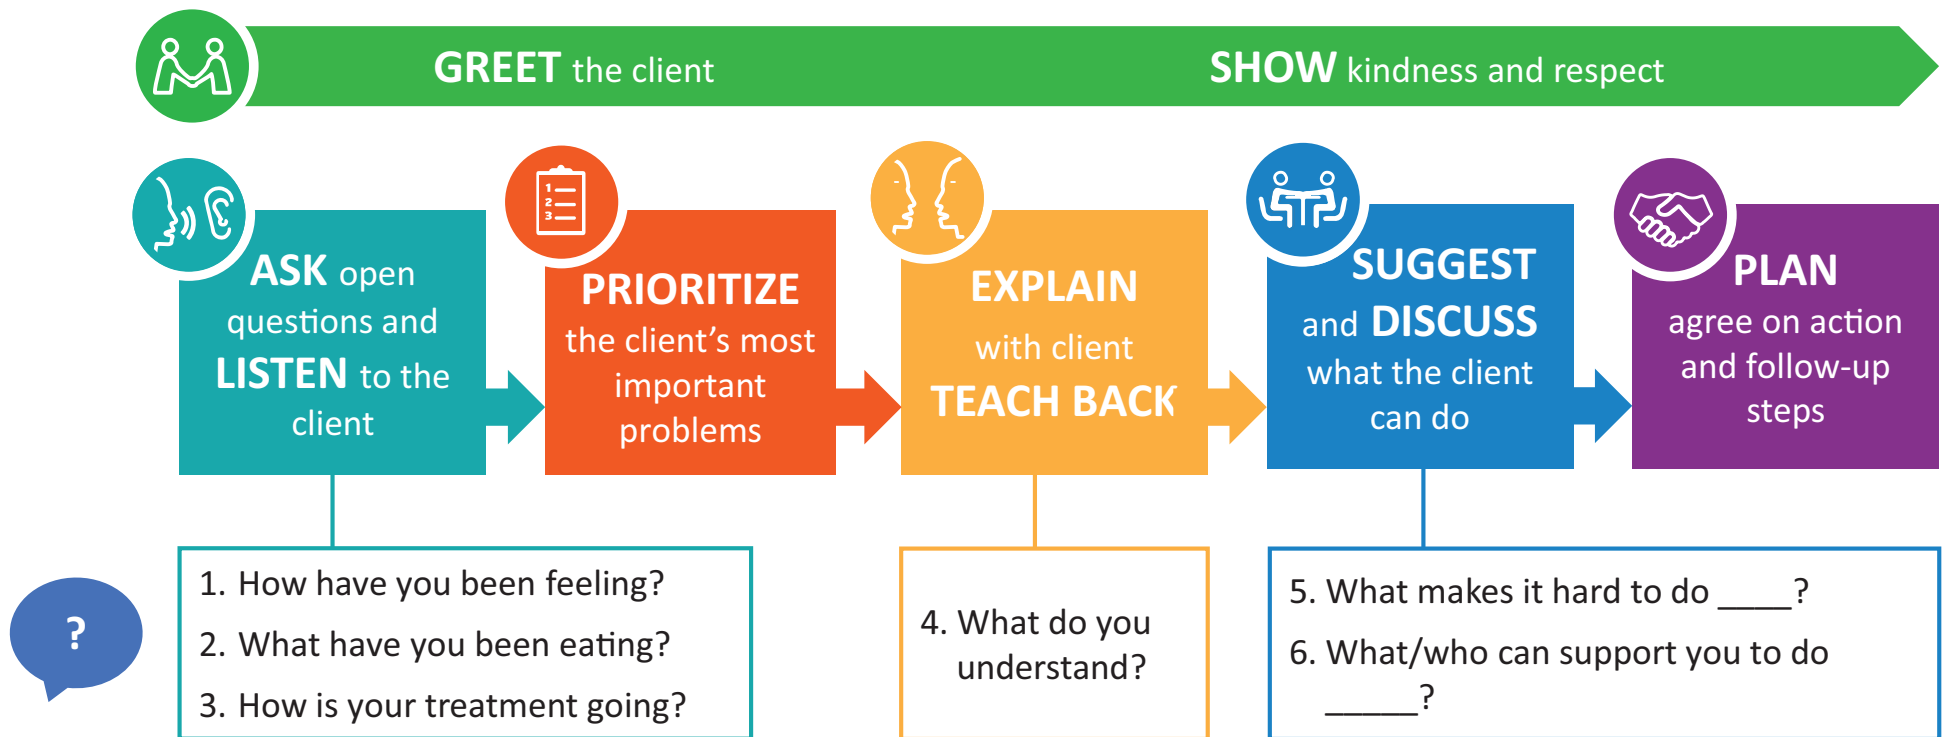 GREET the client
SHOW kindness and respect
1
2
3
ASK open
questions and
LISTEN to the
client
PRIORITIZE
the client’s most
important
problems
EXPLAIN
with client
TEACH BACK
SUGGEST
and DISCUSS
what the client
can do
PLAN
agree on action
and follow-up
steps
?
1. How have you been feeling?
2. What have you been eating?
3. How is your treatment going?
4. What do you
understand?
5. What makes it hard to do ____?
6. What/who can support you to do
_____?